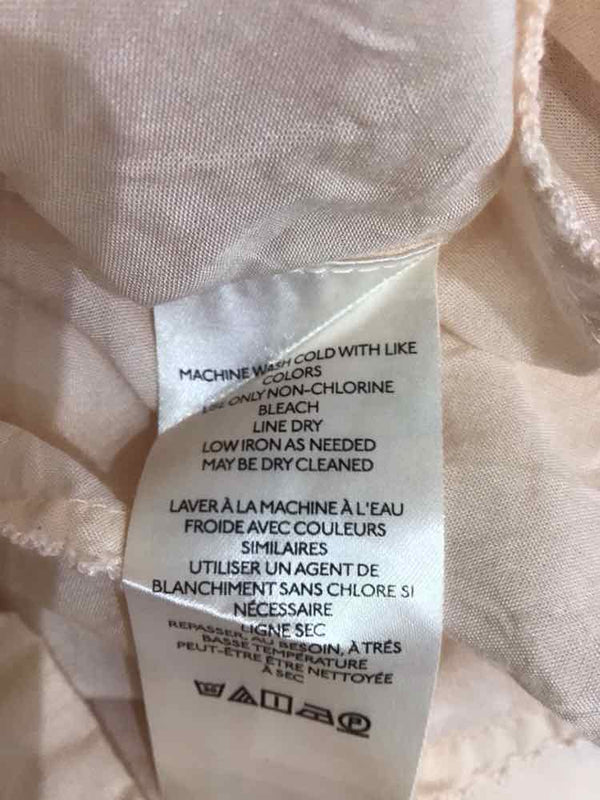 MACHINE WASH COLD WITH LIKE
COLORS
USE ONLY NON-CHLORINE
BLEACH
LINE DRY
LOW IRON AS NEEDED
MAY BE DRY CLEANED
LAVER À LA MACHINE À L'EAU
FROIDE AVEC COULEURS
SIMILAIRES
UTILISER UN AGENT DE
BLANCHIMENT SANS CHLORE SI
NÉCESSAIRE
LIGNE SEC
REPASSER, AU BESOIN, À TRÉS
BASSE TEMPÉRATURE
PEUT-ÊTRE ÊTRE NETTOYÉE
À SEC